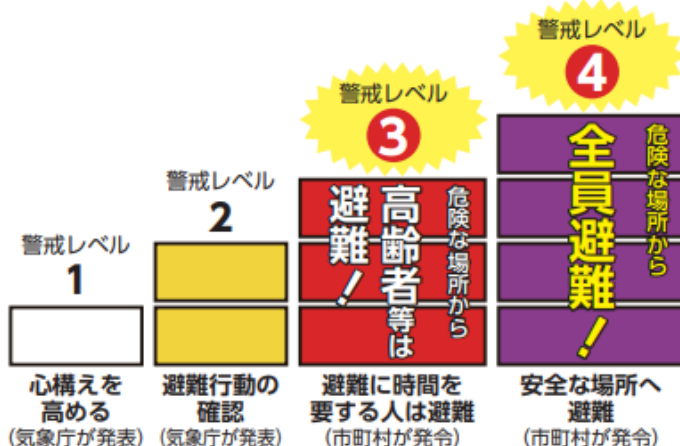 警戒レベル
1
心構えを
高める
(気象庁が発表)
警戒レベル
2
避難行動の
確認
(気象庁が発表)
警戒レベル
3
危険な場所から
高齢者等は
避難！
避難に時間を
要する人は避難
(市町村が発令)
警戒レベル
4
危険な場所から
全員避難！
安全な場所へ
避難
(市町村が発令)